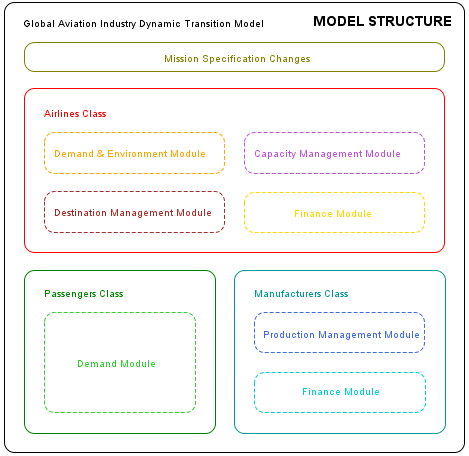 Global Aviation Industry Dynamic Transition Model
MODEL STRUCTURE
Mission Specification Changes
Airlines Class
Demand & Environment Module
Capacity Management Module
Destination Management Module
Finance Module
Passengers Class
Demand Module
Manufacturers Class
Production Management Module
Finance Module